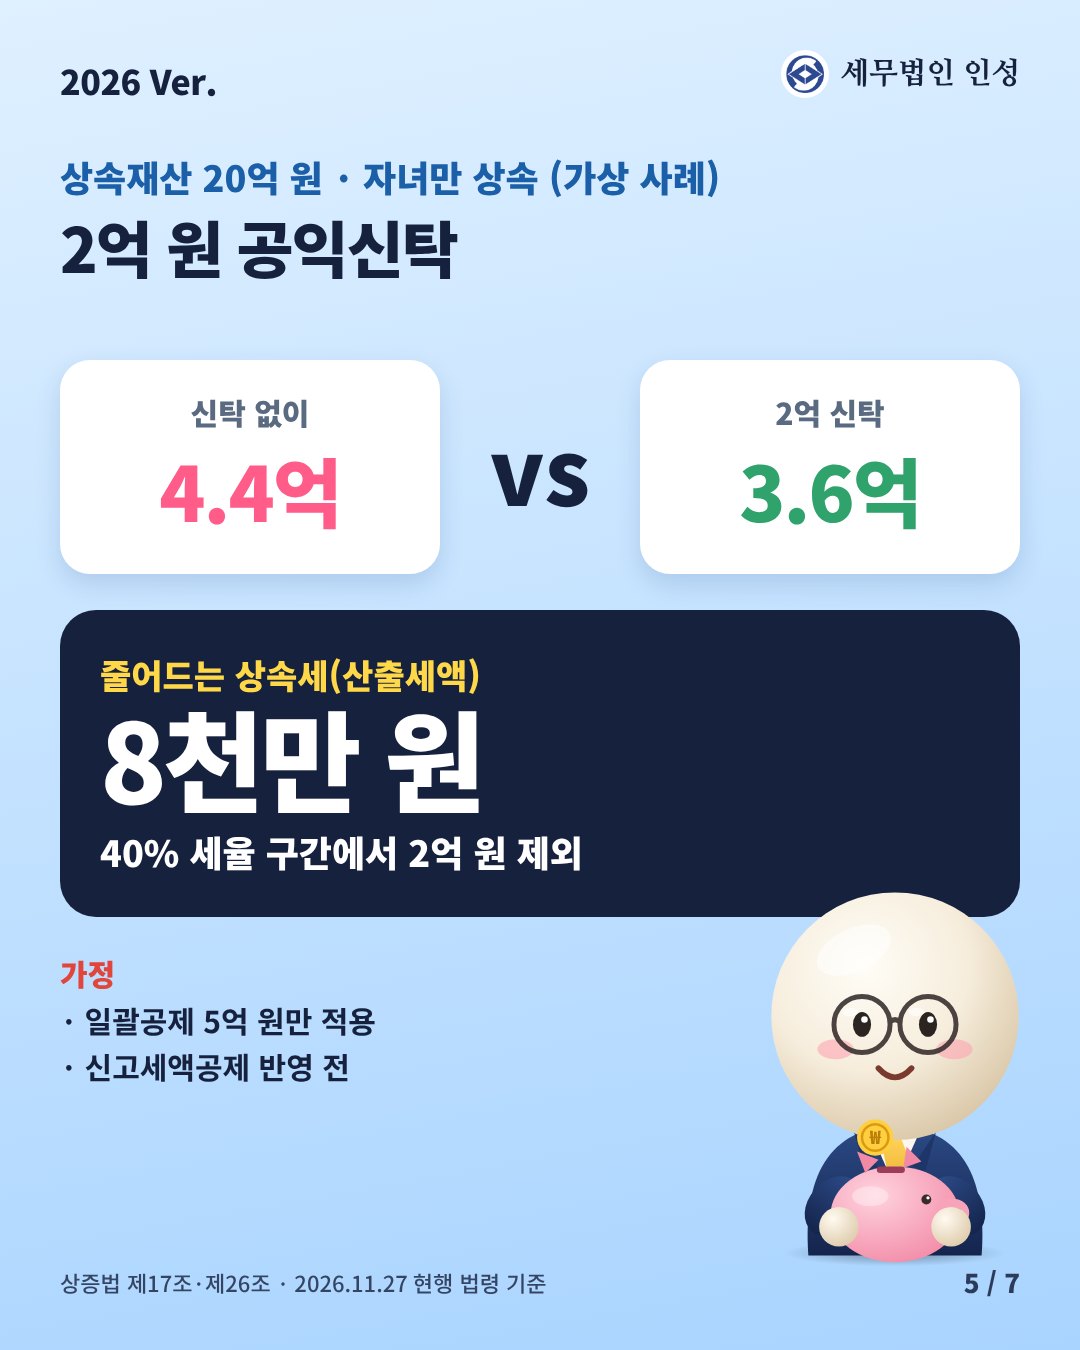 2026 Ver.
세무법인 인성
상속재산 20억 원 · 자녀만 상속 (가상 사례)
2억 원 공익신탁
신탁 없이
4.4억
VS
2억 신탁
3.6억
줄어드는 상속세(산출세액)
8천만 원
40% 세율 구간에서 2억 원 제외
가정
· 일괄공제 5억 원만 적용
· 신고세액공제 반영 전
₩
상증법 제17조·제26조 · 2026.11.27 현행 법령 기준
5 / 7